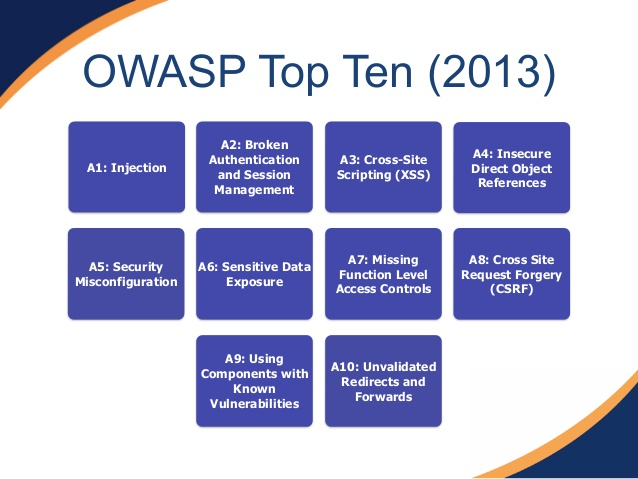 OWASP Top Ten (2013)
A1: Injection
A2: Broken
Authentication
and Session
Management
A3: Cross-Site
Scripting (XSS)
A4: Insecure
Direct Object
References
A5: Security
Misconfiguration
A6: Sensitive Data
Exposure
A7: Missing
Function Level
Access Controls
A8: Cross Site
Request Forgery
(CSRF)
A9: Using
Components with
Known
Vulnerabilities
A10: Unvalidated
Redirects and
Forwards